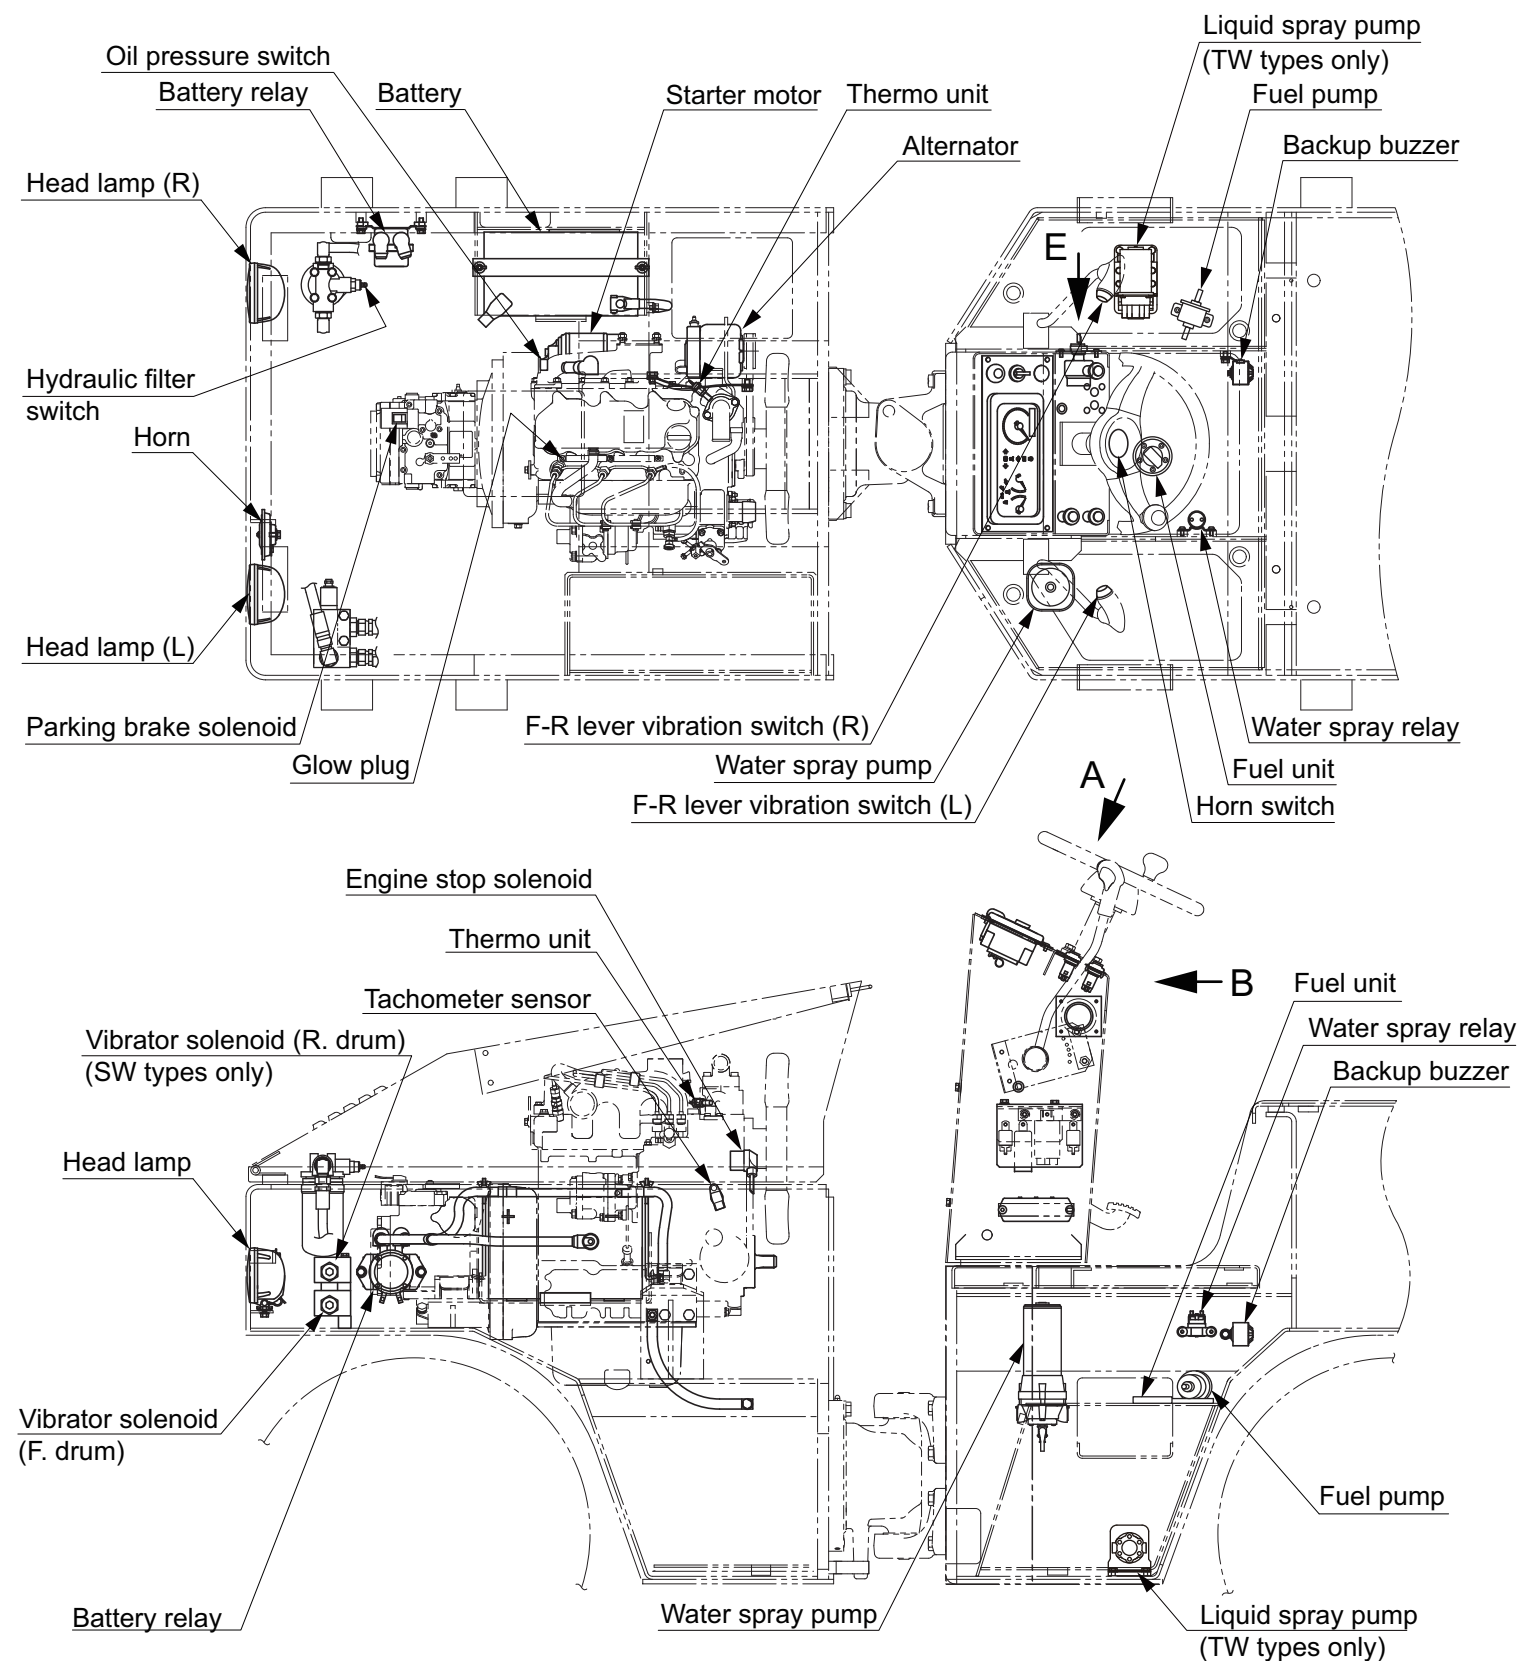 Liquid spray pump
(TW types only)
Oil pressure switch
Battery relay
Battery
Starter motor
Thermo unit
Fuel pump
Alternator
Backup buzzer
Head lamp (R)
E
Hydraulic filter
switch
Horn
Head lamp (L)
Parking brake solenoid
F-R lever vibration switch (R)
Water spray relay
Glow plug
Water spray pump
Fuel unit
F-R lever vibration switch (L)
Horn switch
A
Engine stop solenoid
Thermo unit
B
Fuel unit
Tachometer sensor
Water spray relay
Vibrator solenoid (R. drum)
(SW types only)
Backup buzzer
Head lamp
+
Vibrator solenoid
(F. drum)
Fuel pump
Battery relay
Water spray pump
Liquid spray pump
(TW types only)